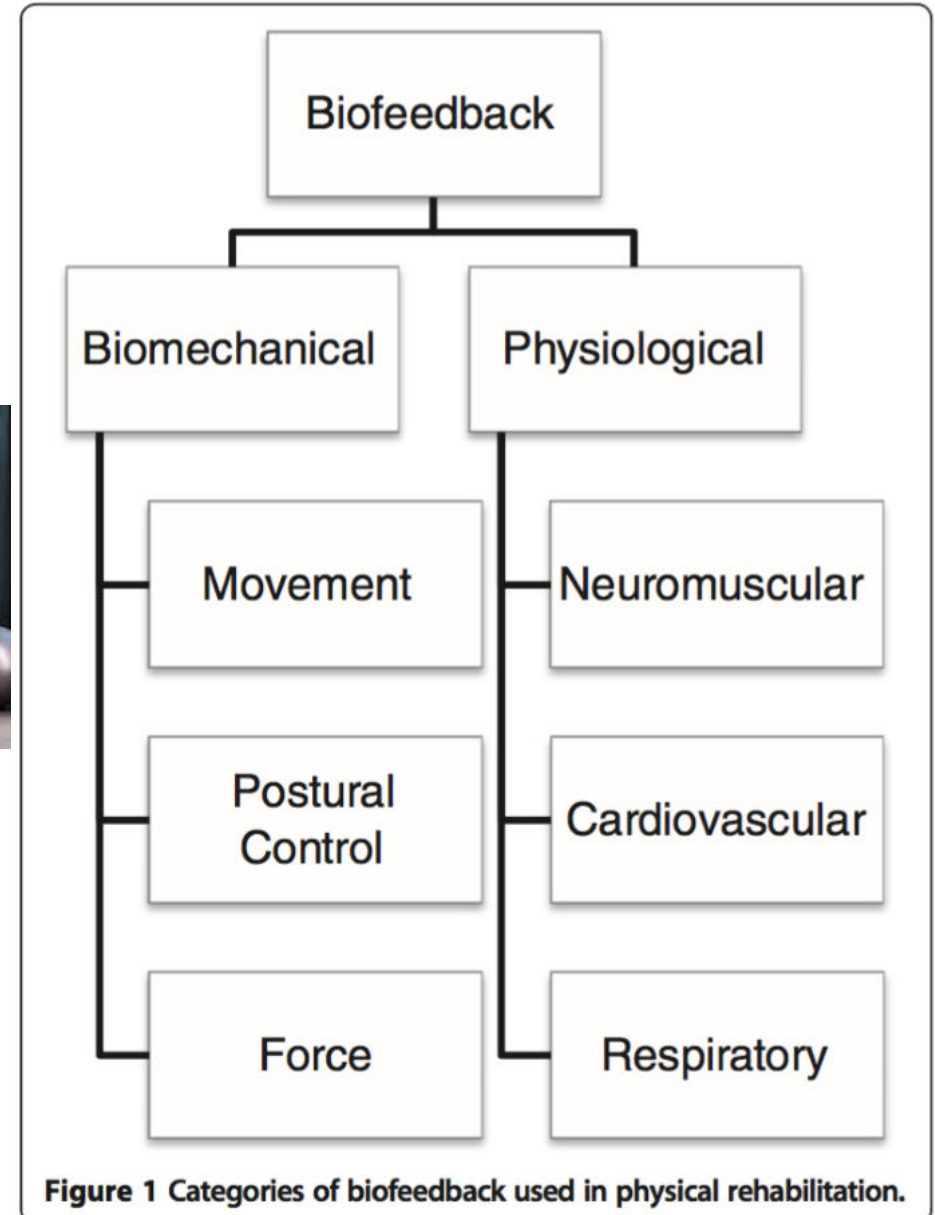 Biofeedback
Biomechanical
Movement
Postural
Control
Force
Physiological
Neuromuscular
Cardiovascular
Respiratory
Figure 1 Categories of biofeedback used in physical rehabilitation.